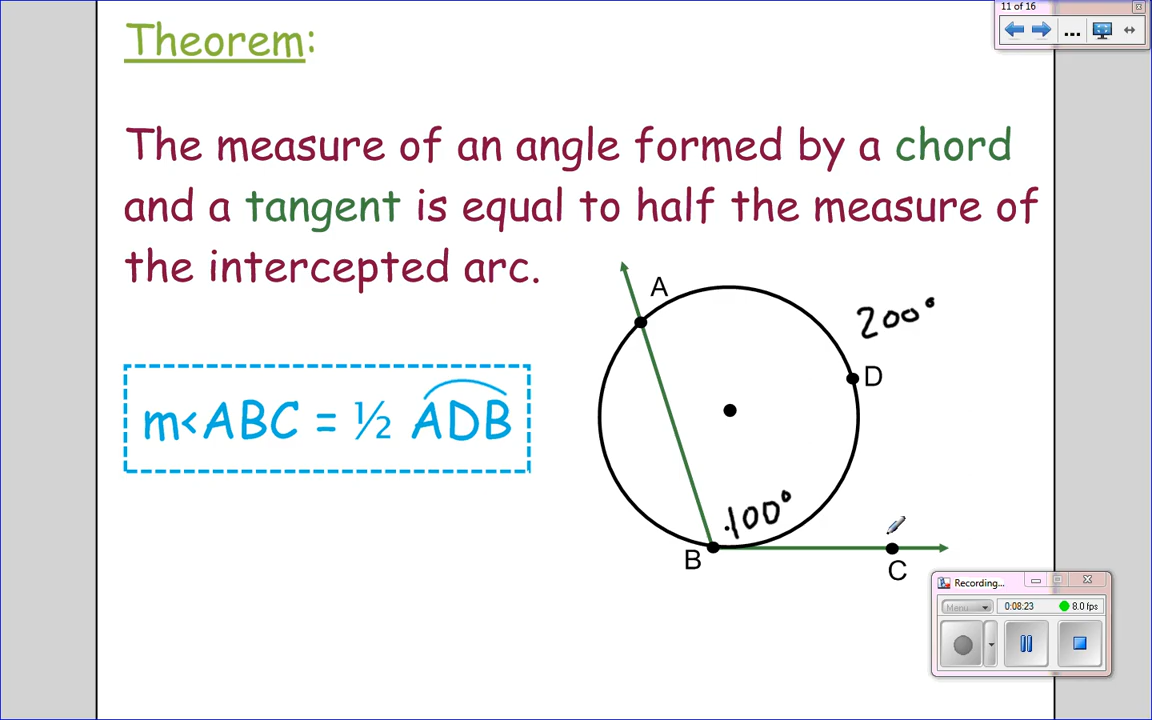 11 of 16
Theorem:
The measure of an angle formed by a chord
and a tangent is equal to half the measure of
the intercepted arc.
A
200°
D
m<ABC = ½ ADB
100°
B
C
Recording...
Menu
0:08:23
8.0 fps